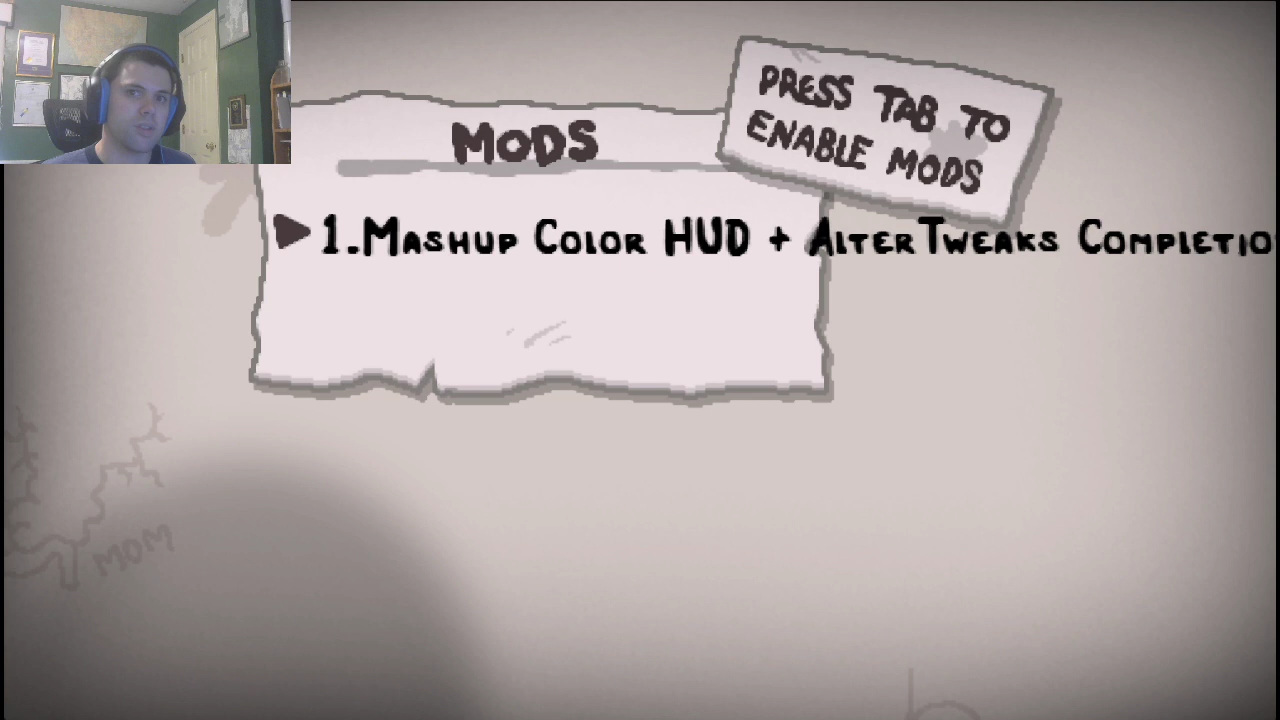 MODS
PRESS TAB TO
ENABLE MODS
1.MASHUP COLOR HUD + ALTERTWEAKS COMPLETIO
MOM